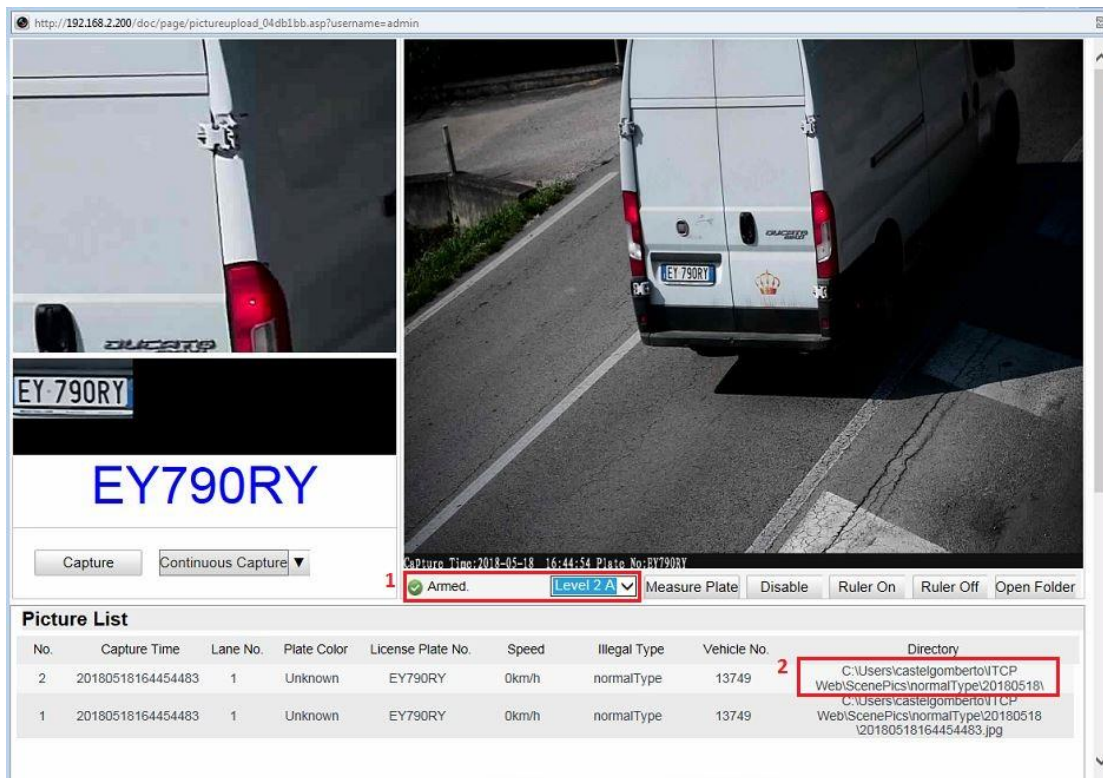 http://192.168.2.200/doc/page/pictureupload_04db1bb.asp?username=admin
DUCATO
EY 790RY
DUCATO
EY 790RY
EY790RY
Capture
Continuous Capture ▼
Capture Time:2018-05-18 16:44:54 Plate No:EY790RY
1
Armed.
Level 2 A
Measure Plate
Disable
Ruler On
Ruler Off
Open Folder
Picture List
No. Capture Time Lane No. Plate Color License Plate No. Speed Illegal Type Vehicle No. Directory
2
2 20180518164454483 1 Unknown EY790RY 0km/h normalType 13749 C:\Users\castelgomberto\ITCP
Web\ScenePics\normalType\20180518\
1 20180518164454483 1 Unknown EY790RY 0km/h normalType 13749 C:\Users\castelgomberto\ITCP
Web\ScenePics\normalType\20180518
\20180518164454483.jpg